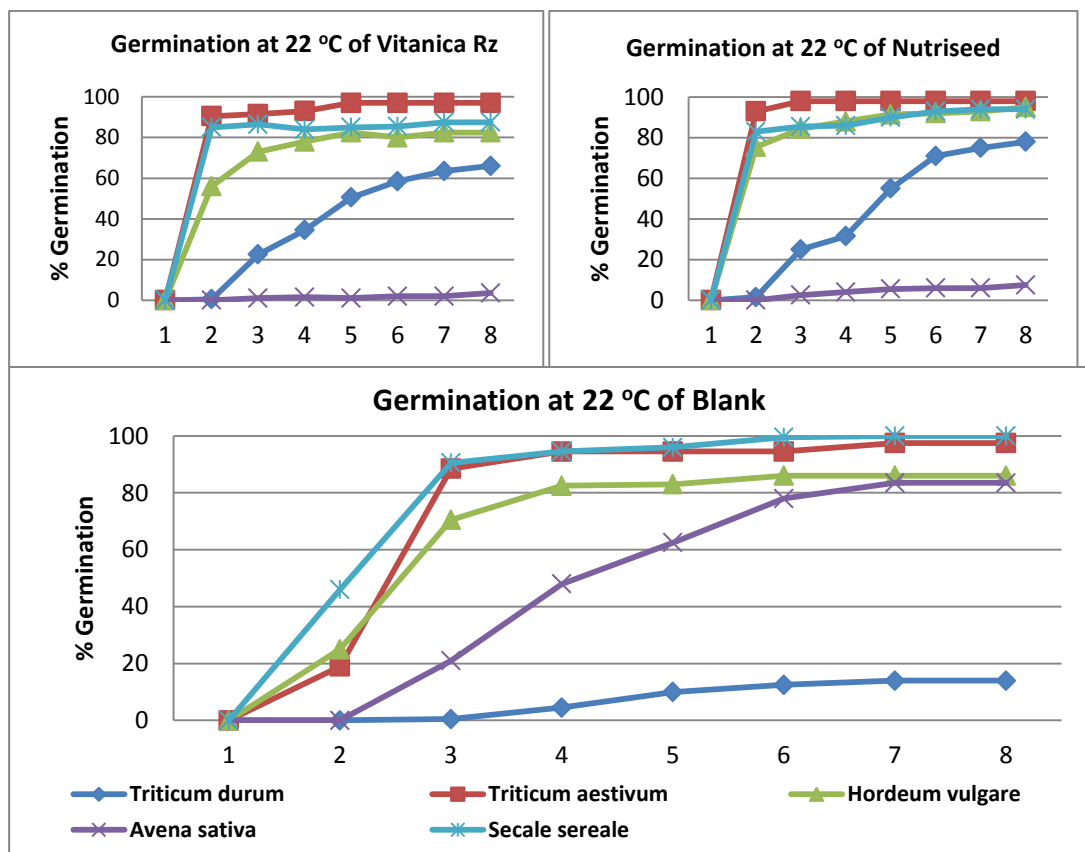 Germination at 22 °C of Vitanica Rz
% Germination
100
80
60
40
20
0
1 2 3 4 5 6 7 8
Germination at 22 °C of Nutriseed
% Germination
100
80
60
40
20
0
1 2 3 4 5 6 7 8
Germination at 22 °C of Blank
% Germination
100
80
60
40
20
0
1 2 3 4 5 6 7 8
Triticum durum Triticum aestivum Hordeum vulgare
Avena sativa Secale sereale